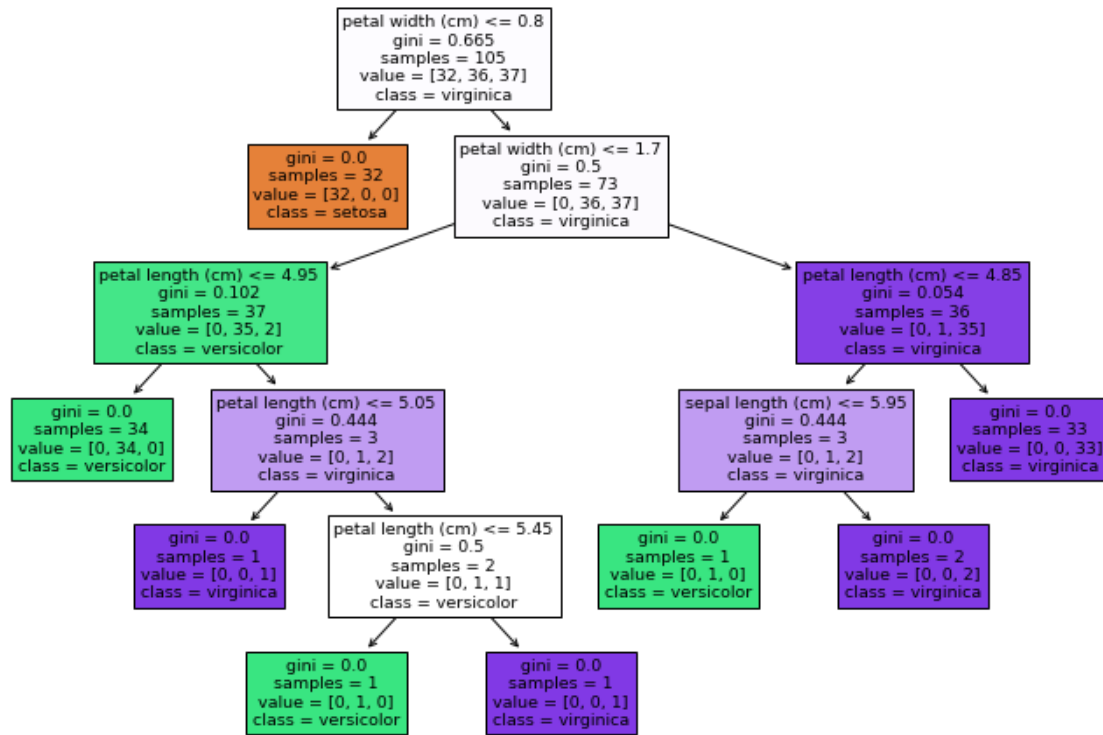 petal width (cm) <= 0.8
gini = 0.665
samples = 105
value = [32, 36, 37]
class = virginica
gini = 0.0
samples = 32
value = [32, 0, 0]
class = setosa
petal width (cm) <= 1.7
gini = 0.5
samples = 73
value = [0, 36, 37]
class = virginica
petal length (cm) <= 4.95
gini = 0.102
samples = 37
value = [0, 35, 2]
class = versicolor
petal length (cm) <= 4.85
gini = 0.054
samples = 36
value = [0, 1, 35]
class = virginica
gini = 0.0
samples = 34
value = [0, 34, 0]
class = versicolor
petal length (cm) <= 5.05
gini = 0.444
samples = 3
value = [0, 1, 2]
class = virginica
sepal length (cm) <= 5.95
gini = 0.444
samples = 3
value = [0, 1, 2]
class = virginica
gini = 0.0
samples = 33
value = [0, 0, 33]
class = virginica
gini = 0.0
samples = 1
value = [0, 0, 1]
class = virginica
petal length (cm) <= 5.45
gini = 0.5
samples = 2
value = [0, 1, 1]
class = versicolor
gini = 0.0
samples = 1
value = [0, 1, 0]
class = versicolor
gini = 0.0
samples = 2
value = [0, 0, 2]
class = virginica
gini = 0.0
samples = 1
value = [0, 1, 0]
class = versicolor
gini = 0.0
samples = 1
value = [0, 0, 1]
class = virginica